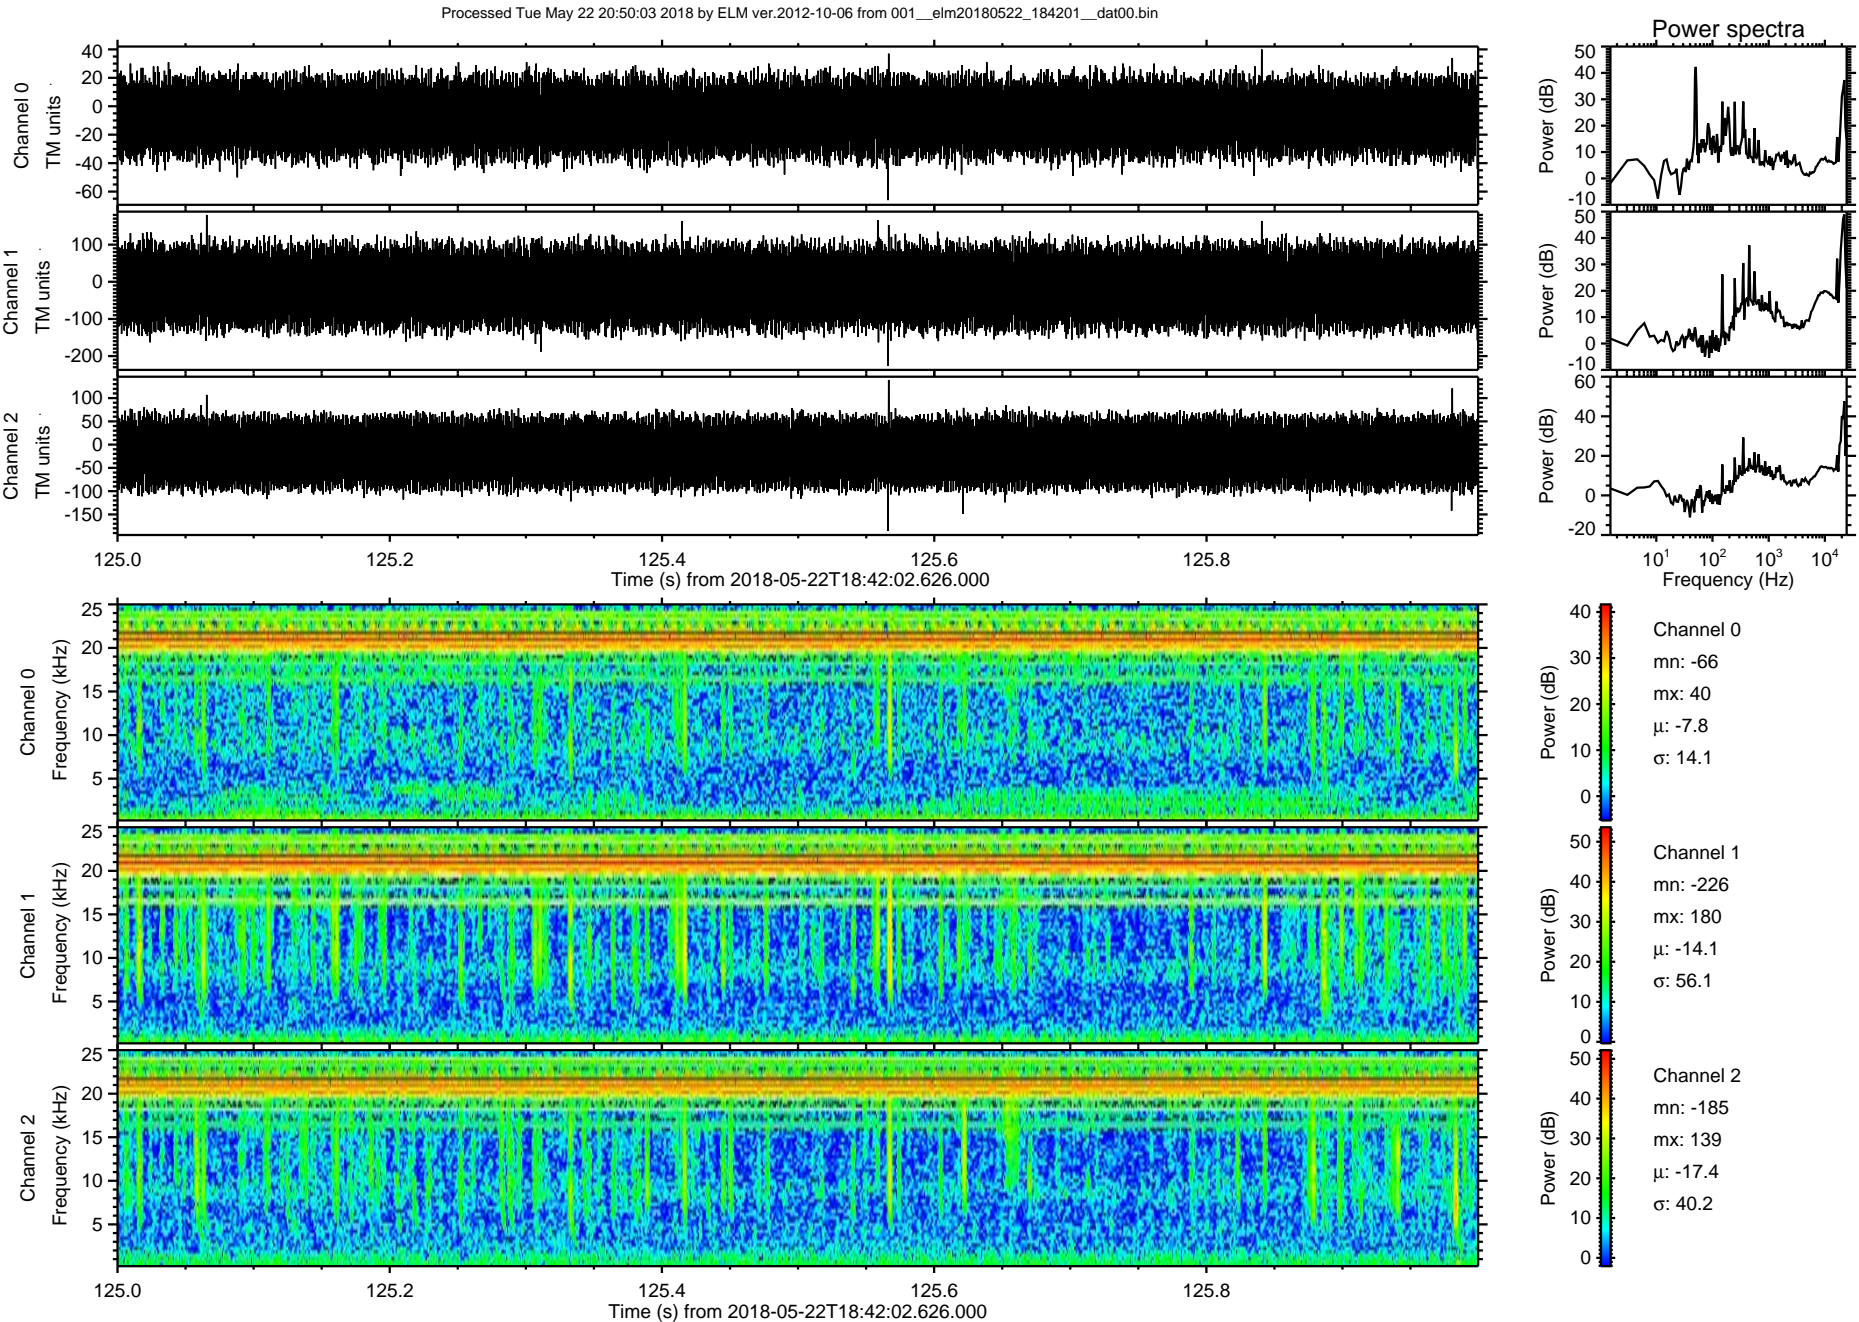 Processed Tue May 22 20:50:03 2018 by ELM ver.2012-10-06 from 001__elm20180522_184201__dat00.bin
Power spectra
Channel 0
TM units
40
20
0
-20
-40
-60
Power (dB)
50
40
30
20
10
0
-10
Channel 1
TM units
100
0
-100
-200
Power (dB)
50
40
30
20
10
0
-10
Channel 2
TM units
100
50
0
-50
-100
-150
Power (dB)
60
40
20
0
-20
125.0 125.2 125.4 125.6 125.8
Time (s) from 2018-05-22T18:42:02.626.000
10¹ 10² 10³ 10⁴
Frequency (Hz)
Channel 0
Frequency (kHz)
25
20
15
10
5
Power (dB)
40
30
20
10
0
Channel 0
mn: -66
mx: 40
µ: -7.8
σ: 14.1
Channel 1
Frequency (kHz)
25
20
15
10
5
Power (dB)
50
40
30
20
10
0
Channel 1
mn: -226
mx: 180
µ: -14.1
σ: 56.1
Channel 2
Frequency (kHz)
25
20
15
10
5
Power (dB)
50
40
30
20
10
0
Channel 2
mn: -185
mx: 139
µ: -17.4
σ: 40.2
125.0 125.2 125.4 125.6 125.8
Time (s) from 2018-05-22T18:42:02.626.000